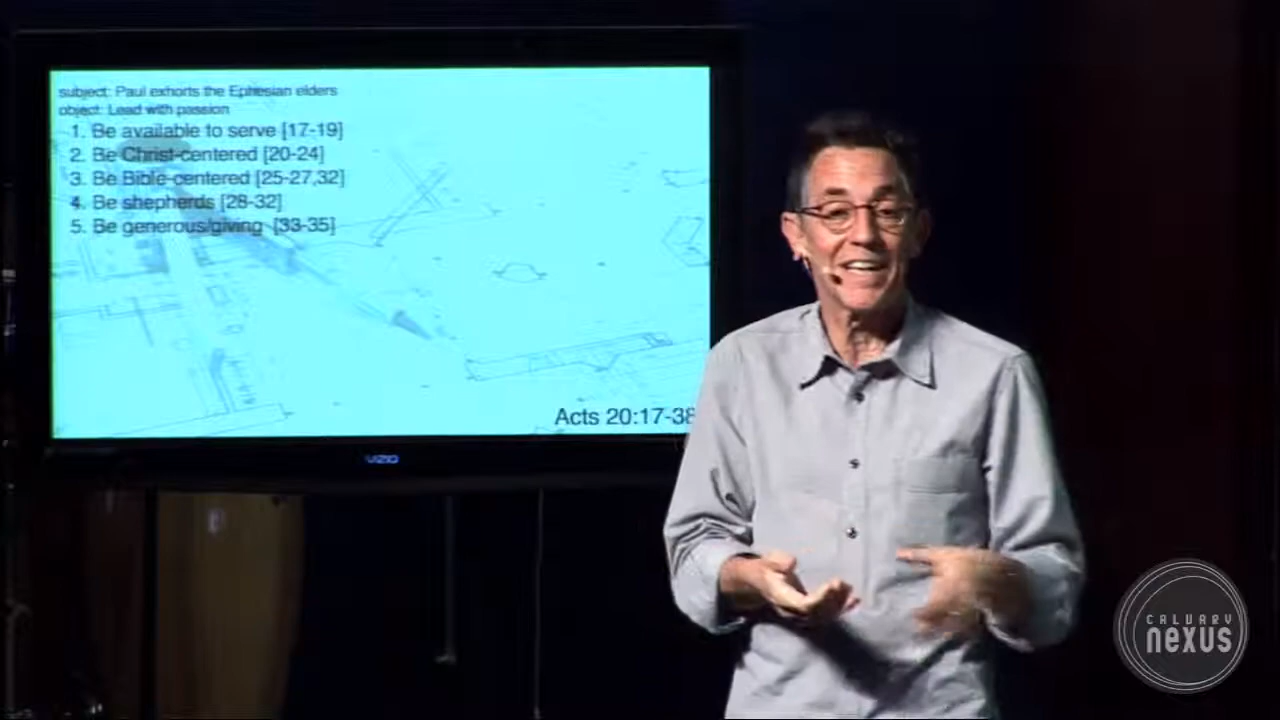 subject: Paul exhorts the Ephesian elders
object: Lead with passion
1. Be available to serve [17-19]
2. Be Christ-centered [20-24]
3. Be Bible-centered [25-27,32]
4. Be shepherds [28-32]
5. Be generous/giving [33-35]
Acts 20:17-38
VIZIO
CALVARY
nexus